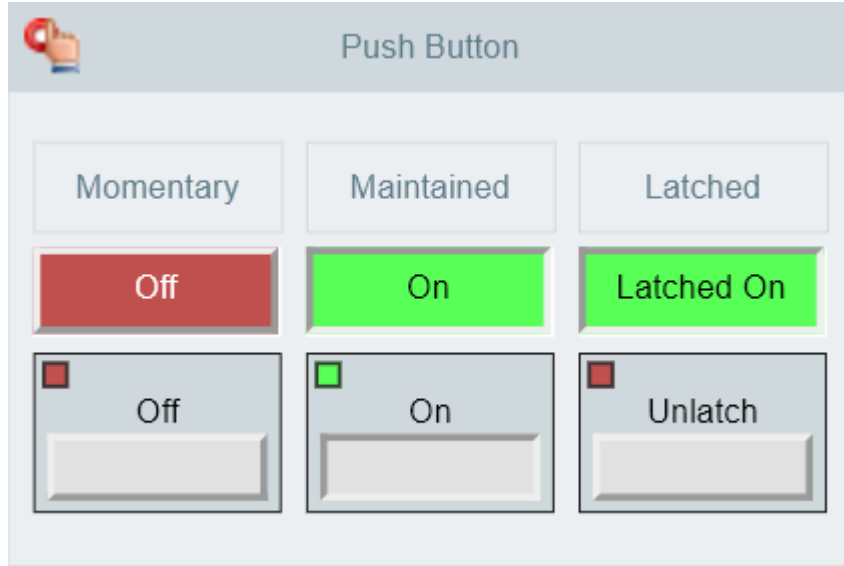 Push Button
Momentary Maintained Latched
Off On Latched On
Off On Unlatch